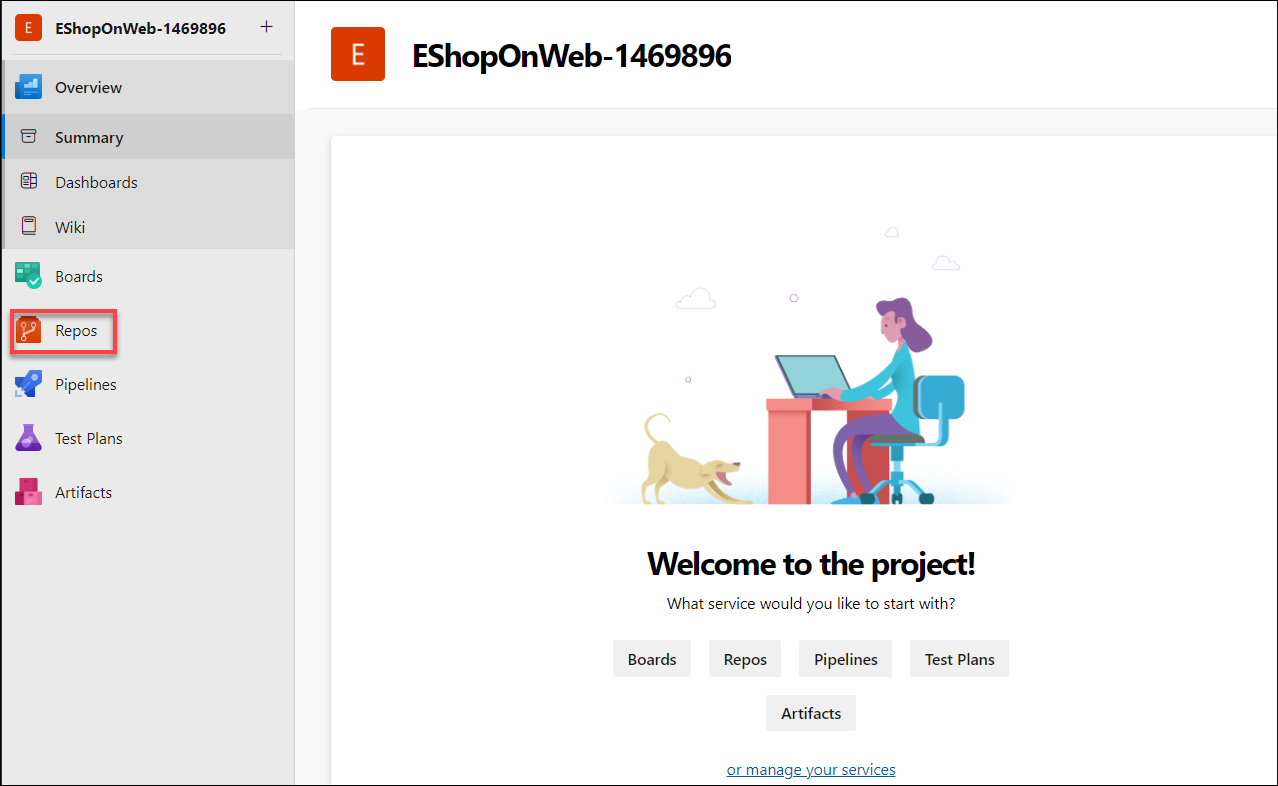 E EShopOnWeb-1469896 +
Overview
Summary
Dashboards
Wiki
Boards
Repos
Pipelines
Test Plans
Artifacts
E EShopOnWeb-1469896
Welcome to the project!
What service would you like to start with?
Boards Repos Pipelines Test Plans
Artifacts
or manage your services